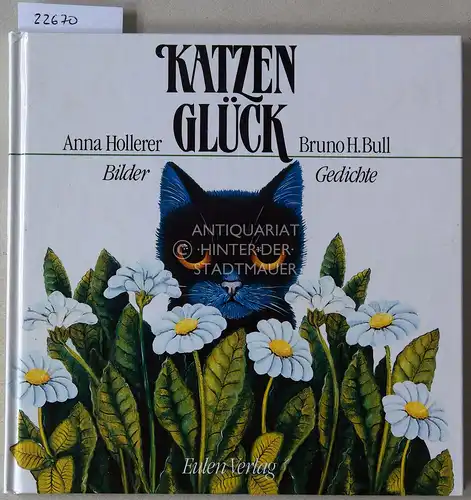 22670
KATZEN
GLÜCK
Anna Hollerer Bruno H. Bull
Bilder Gedichte
ANTIQUARIAT
© ·HINTER·DER·
STADTMAUER
Eulen Verlag